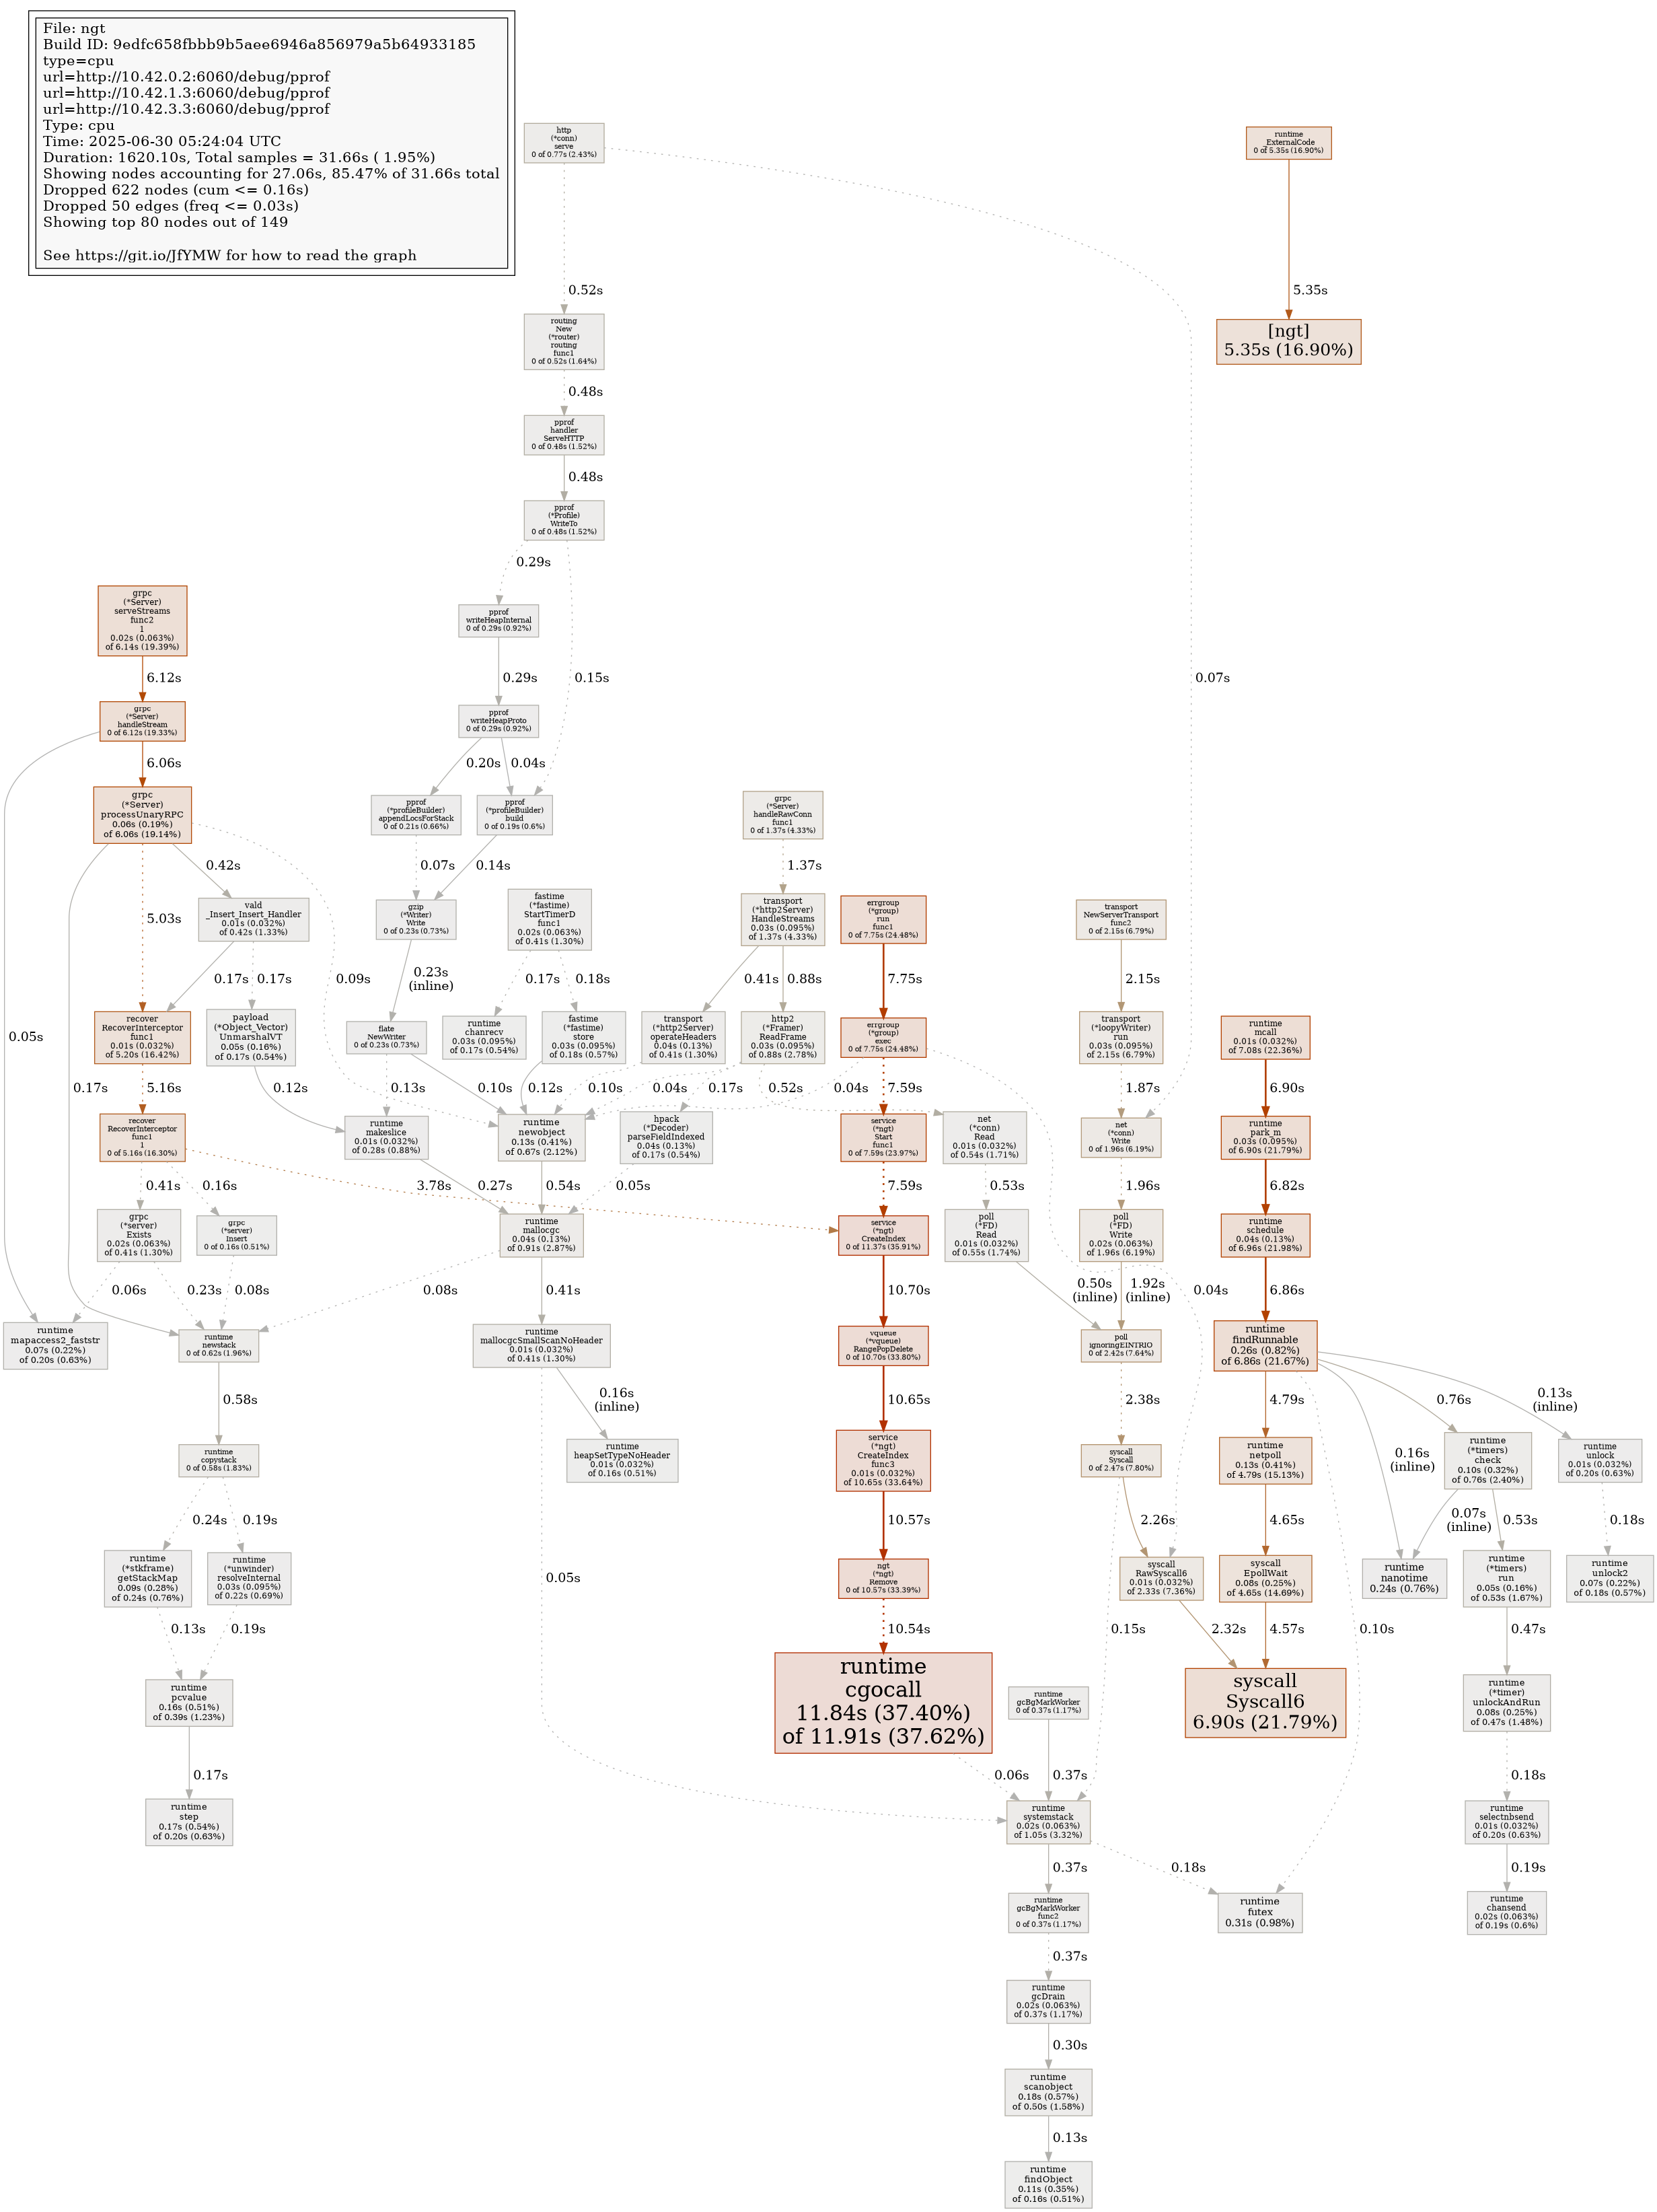 File: ngt
Build ID: 9edfc658fbbb9b5aee6946a856979a5b64933185
type=cpu
url=http://10.42.0.2:6060/debug/pprof
url=http://10.42.1.3:6060/debug/pprof
url=http://10.42.3.3:6060/debug/pprof
Type: cpu
Time: 2025-06-30 05:24:04 UTC
Duration: 1620.10s, Total samples = 31.66s ( 1.95%)
Showing nodes accounting for 27.06s, 85.47% of 31.66s total
Dropped 622 nodes (cum <= 0.16s)
Dropped 50 edges (freq <= 0.03s)
Showing top 80 nodes out of 149
See https://git.io/JfYMW for how to read the graph
http
(*conn)
serve
0 of 0.77s (2.43%)
runtime
_ExternalCode
0 of 5.35s (16.90%)
0.52s
5.35s
routing
New
(*router)
routing
func1
0 of 0.52s (1.64%)
[ngt]
5.35s (16.90%)
0.48s
pprof
handler
ServeHTTP
0 of 0.48s (1.52%)
0.48s
pprof
(*Profile)
WriteTo
0 of 0.48s (1.52%)
0.29s
0.15s
0.07s
grpc
(*Server)
serveStreams
func2
1
0.02s (0.063%)
of 6.14s (19.39%)
pprof
writeHeapInternal
0 of 0.29s (0.92%)
6.12s
0.29s
grpc
(*Server)
handleStream
0 of 6.12s (19.33%)
pprof
writeHeapProto
0 of 0.29s (0.92%)
6.06s
0.20s
0.04s
grpc
(*Server)
processUnaryRPC
0.06s (0.19%)
of 6.06s (19.14%)
pprof
(*profileBuilder)
appendLocsForStack
0 of 0.21s (0.66%)
pprof
(*profileBuilder)
build
0 of 0.19s (0.6%)
grpc
(*Server)
handleRawConn
func1
0 of 1.37s (4.33%)
0.42s
0.07s
0.14s
1.37s
5.03s
0.09s
0.17s
0.05s
vald
_Insert_Insert_Handler
0.01s (0.032%)
of 0.42s (1.33%)
gzip
(*Writer)
Write
0 of 0.23s (0.73%)
fastime
(*fastime)
StartTimerD
func1
0.02s (0.063%)
of 0.41s (1.30%)
transport
(*http2Server)
HandleStreams
0.03s (0.095%)
of 1.37s (4.33%)
errgroup
(*group)
run
func1
0 of 7.75s (24.48%)
transport
NewServerTransport
func2
0 of 2.15s (6.79%)
0.17s
0.17s
0.23s
(inline)
0.17s
0.18s
0.41s
0.88s
7.75s
2.15s
recover
RecoverInterceptor
func1
0.01s (0.032%)
of 5.20s (16.42%)
payload
(*Object_Vector)
UnmarshalVT
0.05s (0.16%)
of 0.17s (0.54%)
flate
NewWriter
0 of 0.23s (0.73%)
runtime
chanrecv
0.03s (0.095%)
of 0.17s (0.54%)
fastime
(*fastime)
store
0.03s (0.095%)
of 0.18s (0.57%)
transport
(*http2Server)
operateHeaders
0.04s (0.13%)
of 0.41s (1.30%)
http2
(*Framer)
ReadFrame
0.03s (0.095%)
of 0.88s (2.78%)
errgroup
(*group)
exec
0 of 7.75s (24.48%)
transport
(*loopyWriter)
run
0.03s (0.095%)
of 2.15s (6.79%)
runtime
mcall
0.01s (0.032%)
of 7.08s (22.36%)
5.16s
0.12s
0.13s
0.10s
0.12s
0.10s
0.04s
0.17s
0.52s
0.04s
7.59s
1.87s
6.90s
0.04s
recover
RecoverInterceptor
func1
1
0 of 5.16s (16.30%)
runtime
makeslice
0.01s (0.032%)
of 0.28s (0.88%)
runtime
newobject
0.13s (0.41%)
of 0.67s (2.12%)
hpack
(*Decoder)
parseFieldIndexed
0.04s (0.13%)
of 0.17s (0.54%)
service
(*ngt)
Start
func1
0 of 7.59s (23.97%)
net
(*conn)
Read
0.01s (0.032%)
of 0.54s (1.71%)
net
(*conn)
Write
0 of 1.96s (6.19%)
runtime
park_m
0.03s (0.095%)
of 6.90s (21.79%)
0.41s
0.16s
3.78s
0.27s
0.54s
0.05s
7.59s
0.53s
1.96s
6.82s
grpc
(*server)
Exists
0.02s (0.063%)
of 0.41s (1.30%)
grpc
(*server)
Insert
0 of 0.16s (0.51%)
runtime
mallocgc
0.04s (0.13%)
of 0.91s (2.87%)
service
(*ngt)
CreateIndex
0 of 11.37s (35.91%)
poll
(*FD)
Read
0.01s (0.032%)
of 0.55s (1.74%)
poll
(*FD)
Write
0.02s (0.063%)
of 1.96s (6.19%)
runtime
schedule
0.04s (0.13%)
of 6.96s (21.98%)
0.06s
0.23s
0.08s
0.08s
0.41s
10.70s
0.50s
(inline)
1.92s
(inline)
6.86s
runtime
mapaccess2_faststr
0.07s (0.22%)
of 0.20s (0.63%)
runtime
newstack
0 of 0.62s (1.96%)
runtime
mallocgcSmallScanNoHeader
0.01s (0.032%)
of 0.41s (1.30%)
vqueue
(*vqueue)
RangePopDelete
0 of 10.70s (33.80%)
poll
ignoringEINTRIO
0 of 2.42s (7.64%)
runtime
findRunnable
0.26s (0.82%)
of 6.86s (21.67%)
0.58s
0.16s
(inline)
10.65s
2.38s
4.79s
0.16s
(inline)
0.76s
0.13s
(inline)
0.10s
runtime
copystack
0 of 0.58s (1.83%)
runtime
heapSetTypeNoHeader
0.01s (0.032%)
of 0.16s (0.51%)
service
(*ngt)
CreateIndex
func3
0.01s (0.032%)
of 10.65s (33.64%)
syscall
Syscall
0 of 2.47s (7.80%)
runtime
netpoll
0.13s (0.41%)
of 4.79s (15.13%)
runtime
(*timers)
check
0.10s (0.32%)
of 0.76s (2.40%)
runtime
unlock
0.01s (0.032%)
of 0.20s (0.63%)
0.24s
0.19s
0.05s
10.57s
2.26s
0.15s
4.65s
0.07s
(inline)
0.53s
0.18s
runtime
(*stkframe)
getStackMap
0.09s (0.28%)
of 0.24s (0.76%)
runtime
(*unwinder)
resolveInternal
0.03s (0.095%)
of 0.22s (0.69%)
ngt
(*ngt)
Remove
0 of 10.57s (33.39%)
syscall
RawSyscall6
0.01s (0.032%)
of 2.33s (7.36%)
syscall
EpollWait
0.08s (0.25%)
of 4.65s (14.69%)
runtime
nanotime
0.24s (0.76%)
runtime
(*timers)
run
0.05s (0.16%)
of 0.53s (1.67%)
runtime
unlock2
0.07s (0.22%)
of 0.18s (0.57%)
0.13s
0.19s
10.54s
2.32s
4.57s
0.47s
runtime
pcvalue
0.16s (0.51%)
of 0.39s (1.23%)
runtime
cgocall
11.84s (37.40%)
of 11.91s (37.62%)
runtime
gcBgMarkWorker
0 of 0.37s (1.17%)
syscall
Syscall6
6.90s (21.79%)
runtime
(*timer)
unlockAndRun
0.08s (0.25%)
of 0.47s (1.48%)
0.17s
0.06s
0.37s
0.18s
runtime
step
0.17s (0.54%)
of 0.20s (0.63%)
runtime
systemstack
0.02s (0.063%)
of 1.05s (3.32%)
runtime
selectnbsend
0.01s (0.032%)
of 0.20s (0.63%)
0.37s
0.18s
0.19s
runtime
gcBgMarkWorker
func2
0 of 0.37s (1.17%)
runtime
futex
0.31s (0.98%)
runtime
chansend
0.02s (0.063%)
of 0.19s (0.6%)
0.37s
runtime
gcDrain
0.02s (0.063%)
of 0.37s (1.17%)
0.30s
runtime
scanobject
0.18s (0.57%)
of 0.50s (1.58%)
0.13s
runtime
findObject
0.11s (0.35%)
of 0.16s (0.51%)